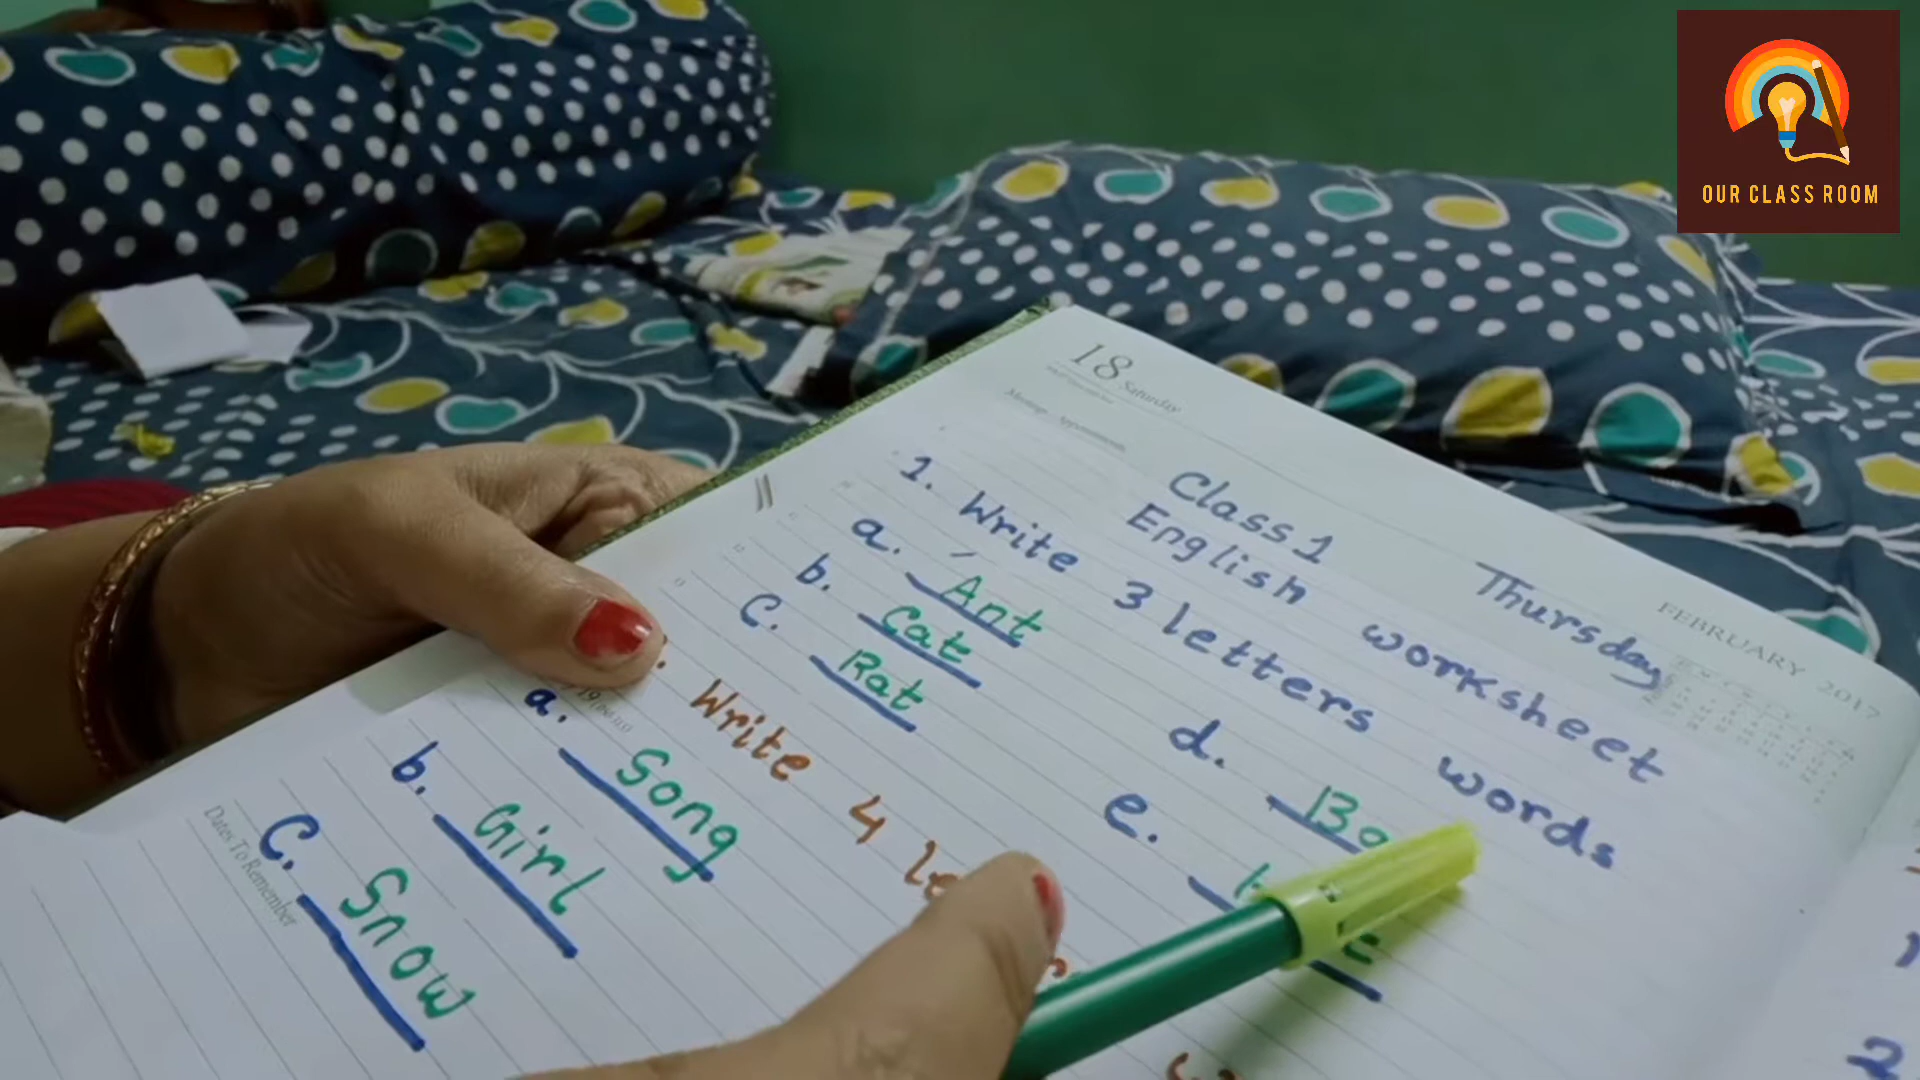 OUR CLASS ROOM
18 Saturday
FEBRUARY 2017
Thursday
Class 1
English worksheet
1. Write 3 letters words
a. Ant
b. Cat
c. Rat
d.
e.
Write 4
a. Song
b. Girl
c. Snow
Dates To Remember
2